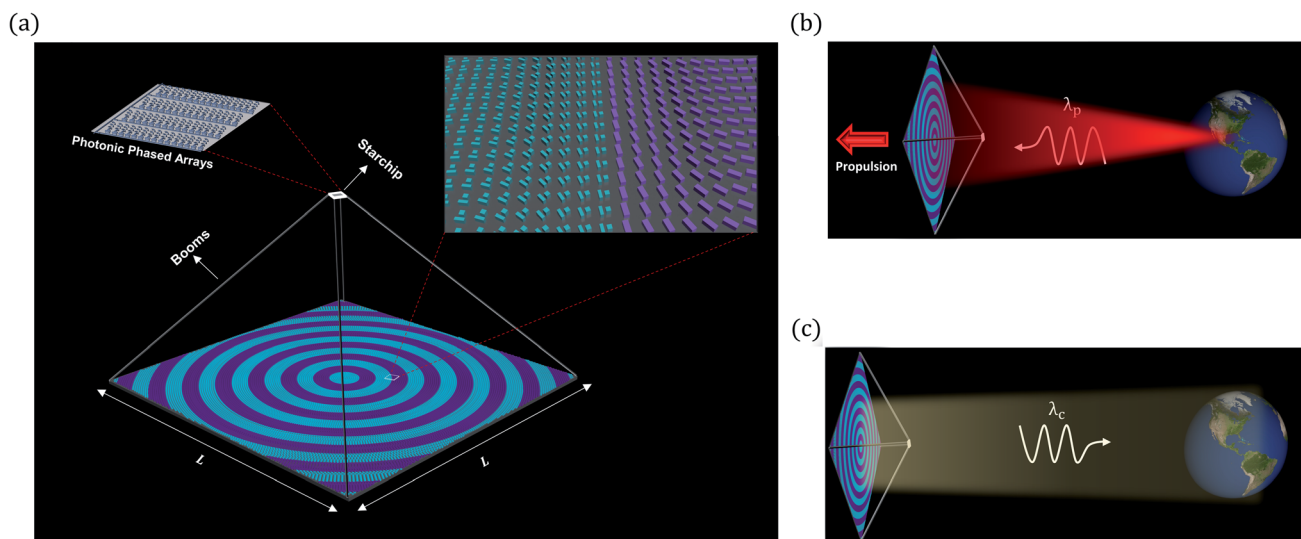 (a)
Photonic Phased Arrays
Starchip
Booms
L
L
(b)
λp
Propulsion
(c)
λc